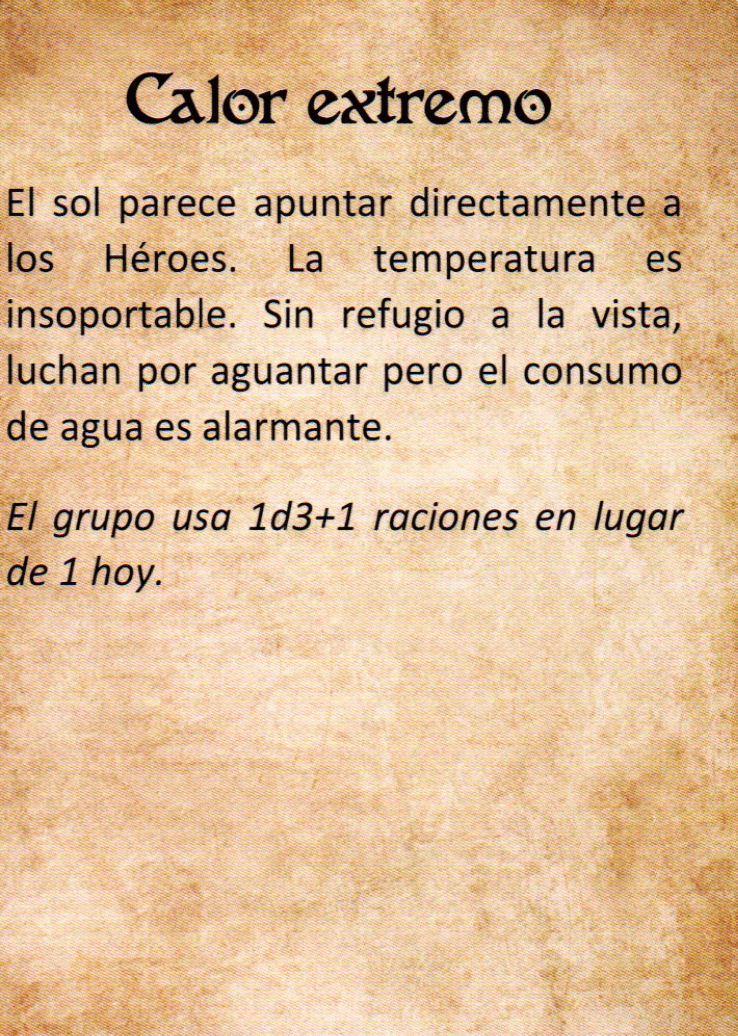 Calor extremo
El sol parece apuntar directamente a
los Héroes. La temperatura es
insoportable. Sin refugio a la vista,
luchan por aguantar pero el consumo
de agua es alarmante.
El grupo usa 1d3+1 raciones en lugar
de 1 hoy.